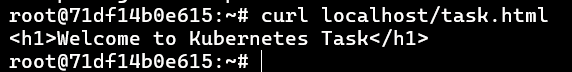 root@71df14b0e615:~# curl localhost/task.html
<h1>Welcome to Kubernetes Task</h1>
root@71df14b0e615:~#